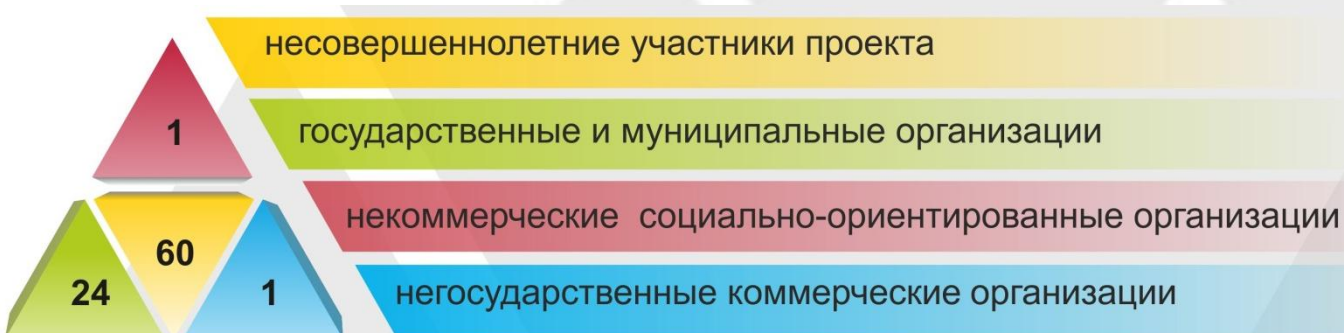 несовершеннолетние участники проекта
1
государственные и муниципальные организации
некоммерческие социально-ориентированные организации
60
24
1
негосударственные коммерческие организации